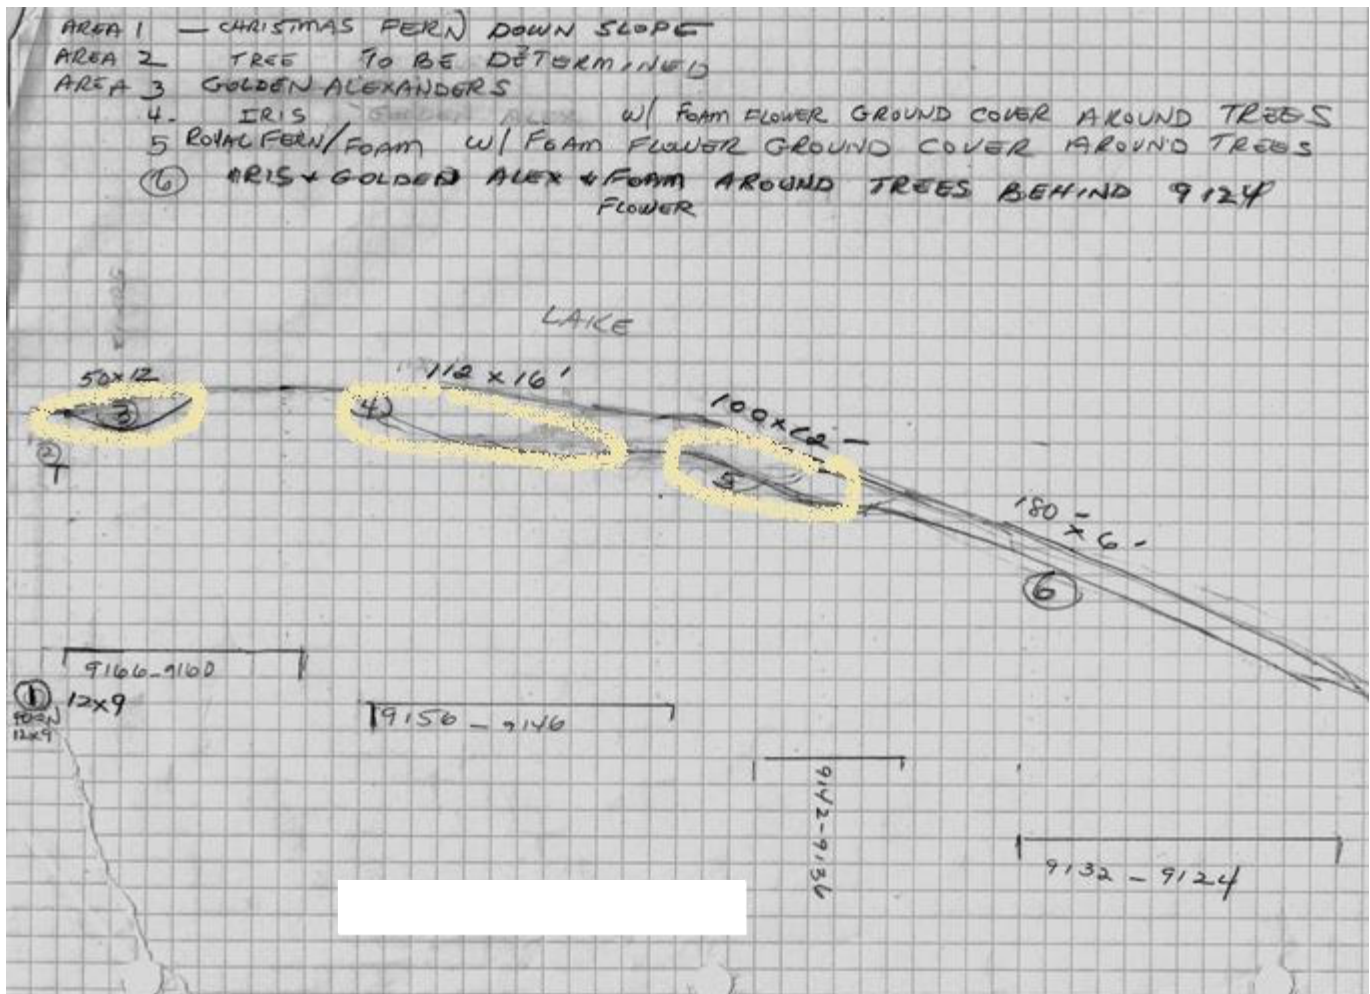 AREA 1 — CHRISTMAS FERN DOWN SLOPE
AREA 2 TREE TO BE DETERMINED
AREA 3 GOLDEN ALEXANDERS
4- IRIS GOLDEN ALEX W/ FOAM FLOWER GROUND COVER AROUND TREES
5 ROYAL FERN/FOAM W/ FOAM FLOWER GROUND COVER AROUND TREES
6 IRIS & GOLDEN ALEX & FOAM AROUND TREES BEHIND 9124
FLOWER
LAKE
50x12
112 x 16'
100x12 -
3
4
2
T
5
180 -
x 6 -
6
9166-9160
1 12x9
12x9
9156 - 9146
9142-9136
9132 - 9124